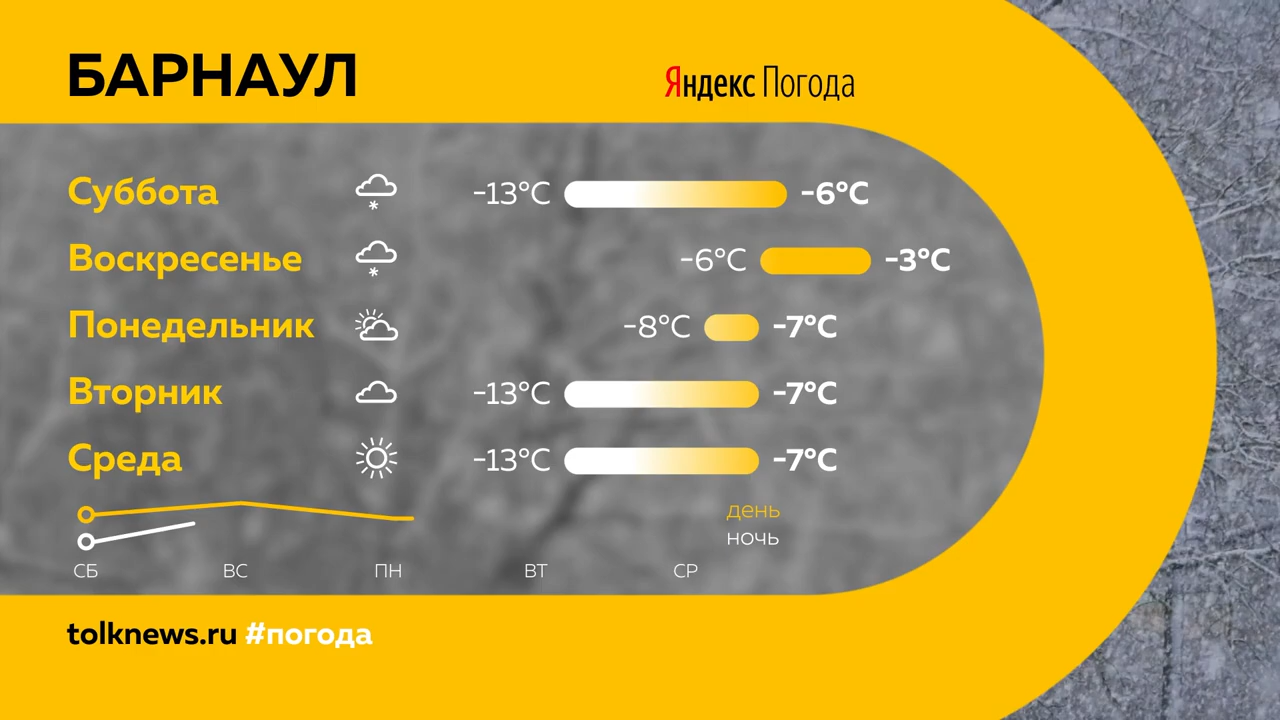 БАРНАУЛ
Яндекс Погода
Суббота -13°C -6°C
Воскресенье -6°C -3°C
Понедельник -8°C -7°C
Вторник -13°C -7°C
Среда -13°C -7°C
день
ночь
СБ ВС ПН ВТ СР
tolknews.ru #погода